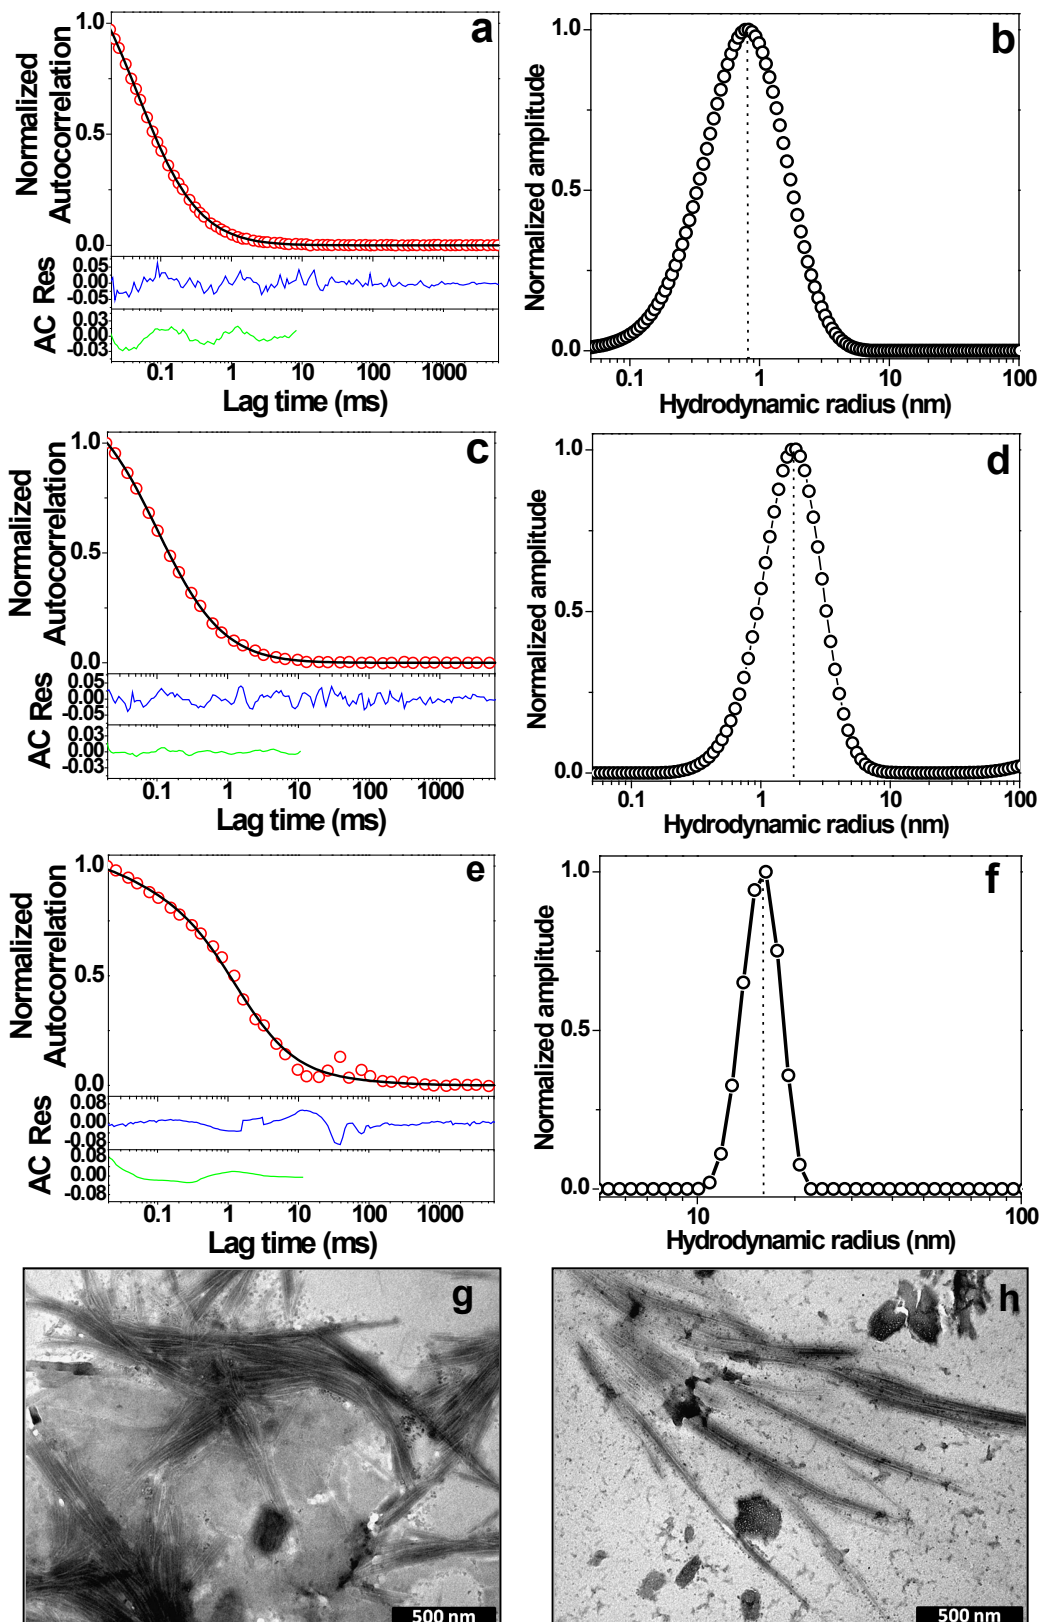 a
1.0
0.5
0.0
Normalized
Autocorrelation
0.05
0.00
-0.05
0.03
0.00
-0.03
AC Res
0.1 1 10 100 1000
Lag time (ms)
b
1.0
0.5
0.0
Normalized amplitude
0.1 1 10 100
Hydrodynamic radius (nm)
c
1.0
0.5
0.0
Normalized
Autocorrelation
0.05
0.00
-0.05
0.03
0.00
-0.03
AC Res
0.1 1 10 100 1000
Lag time (ms)
d
1.0
0.5
0.0
Normalized amplitude
0.1 1 10 100
Hydrodynamic radius (nm)
e
1.0
0.5
0.0
Normalized
Autocorrelation
0.08
0.00
-0.08
0.08
0.00
-0.08
AC Res
0.1 1 10 100 1000
Lag time (ms)
f
1.0
0.5
0.0
Normalized amplitude
10 100
Hydrodynamic radius (nm)
g
500 nm
h
500 nm